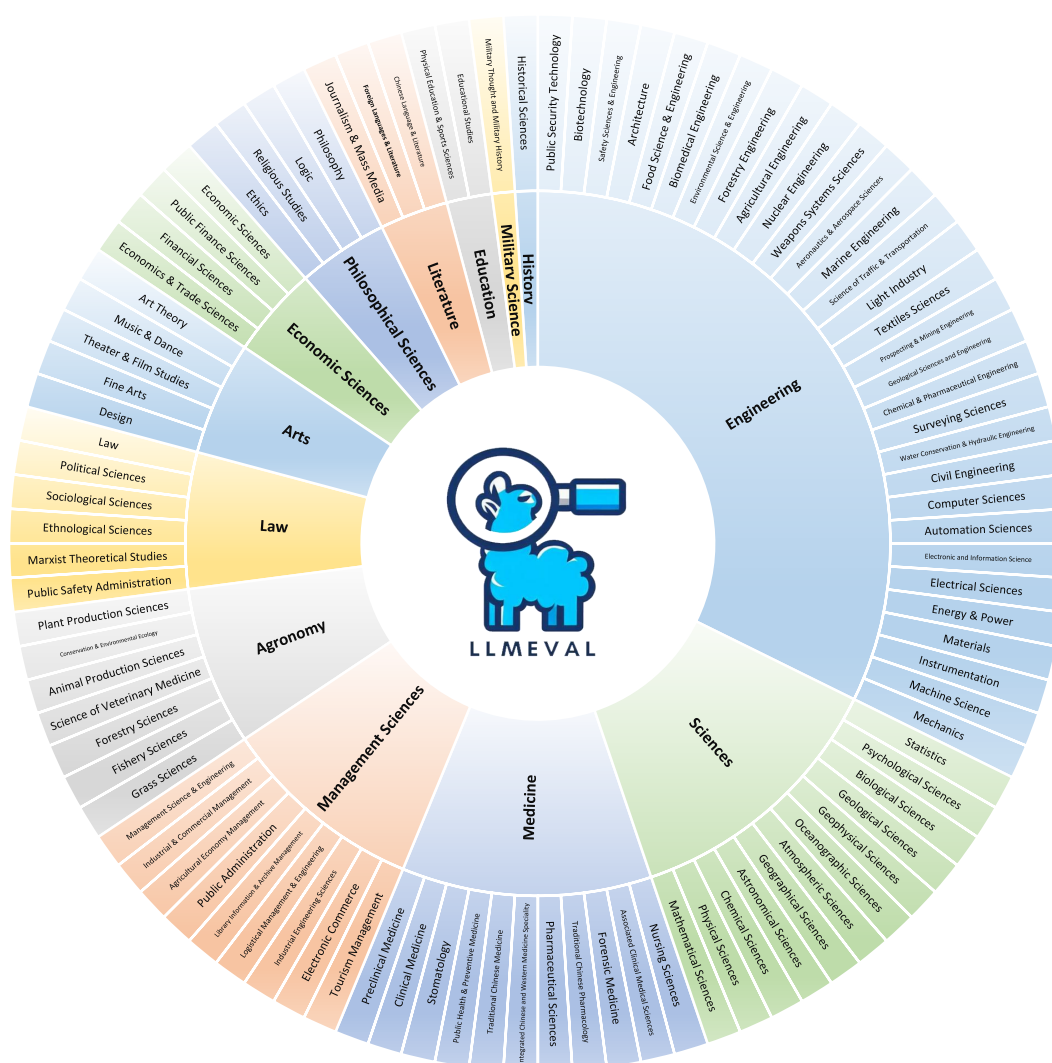 Engineering
Public Security Technology
Biotechnology
Safety Sciences & Engineering
Architecture
Food Science & Engineering
Biomedical Engineering
Environmental Science & Engineering
Forestry Engineering
Agricultural Engineering
Nuclear Engineering
Weapons Systems Sciences
Aeronautics & Aerospace Sciences
Marine Engineering
Science of Traffic & Transportation
Light Industry
Textiles Sciences
Prospecting & Mining Engineering
Geological Sciences and Engineering
Chemical & Pharmaceutical Engineering
Surveying Sciences
Water Conservation & Hydraulic Engineering
Civil Engineering
Computer Sciences
Automation Sciences
Electronic and Information Science
Electrical Sciences
Energy & Power
Materials
Instrumentation
Machine Science
Mechanics
Sciences
Statistics
Psychological Sciences
Biological Sciences
Geological Sciences
Geophysical Sciences
Oceanographic Sciences
Atmospheric Sciences
Geographical Sciences
Astronomical Sciences
Chemical Sciences
Physical Sciences
Mathematical Sciences
Medicine
Nursing Sciences
Associated Clinical Medical Sciences
Forensic Medicine
Traditional Chinese Pharmacology
Pharmaceutical Sciences
Integrated Chinese and Western Medicine Speciality
Traditional Chinese Medicine
Public Health & Preventive Medicine
Stomatology
Clinical Medicine
Preclinical Medicine
Management Sciences
Tourism Management
Electronic Commerce
Industrial Engineering Sciences
Logistical Management & Engineering
Library Information & Archive Management
Public Administration
Agricultural Economy Management
Industrial & Commercial Management
Management Science & Engineering
Agronomy
Grass Sciences
Fishery Sciences
Forestry Sciences
Science of Veterinary Medicine
Animal Production Sciences
Conservation & Environmental Ecology
Plant Production Sciences
Law
Public Safety Administration
Marxist Theoretical Studies
Ethnological Sciences
Sociological Sciences
Political Sciences
Law
Arts
Design
Fine Arts
Theater & Film Studies
Music & Dance
Art Theory
Economic Sciences
Economics & Trade Sciences
Financial Sciences
Public Finance Sciences
Economic Sciences
Philosophical Sciences
Ethics
Religious Studies
Logic
Philosophy
Literature
Journalism & Mass Media
Foreign Languages & Literature
Chinese Language & Literature
Education
Physical Education & Sports Sciences
Educational Studies
Military Science
Military Thought and Military History
History
Historical Sciences
LLMEVAL